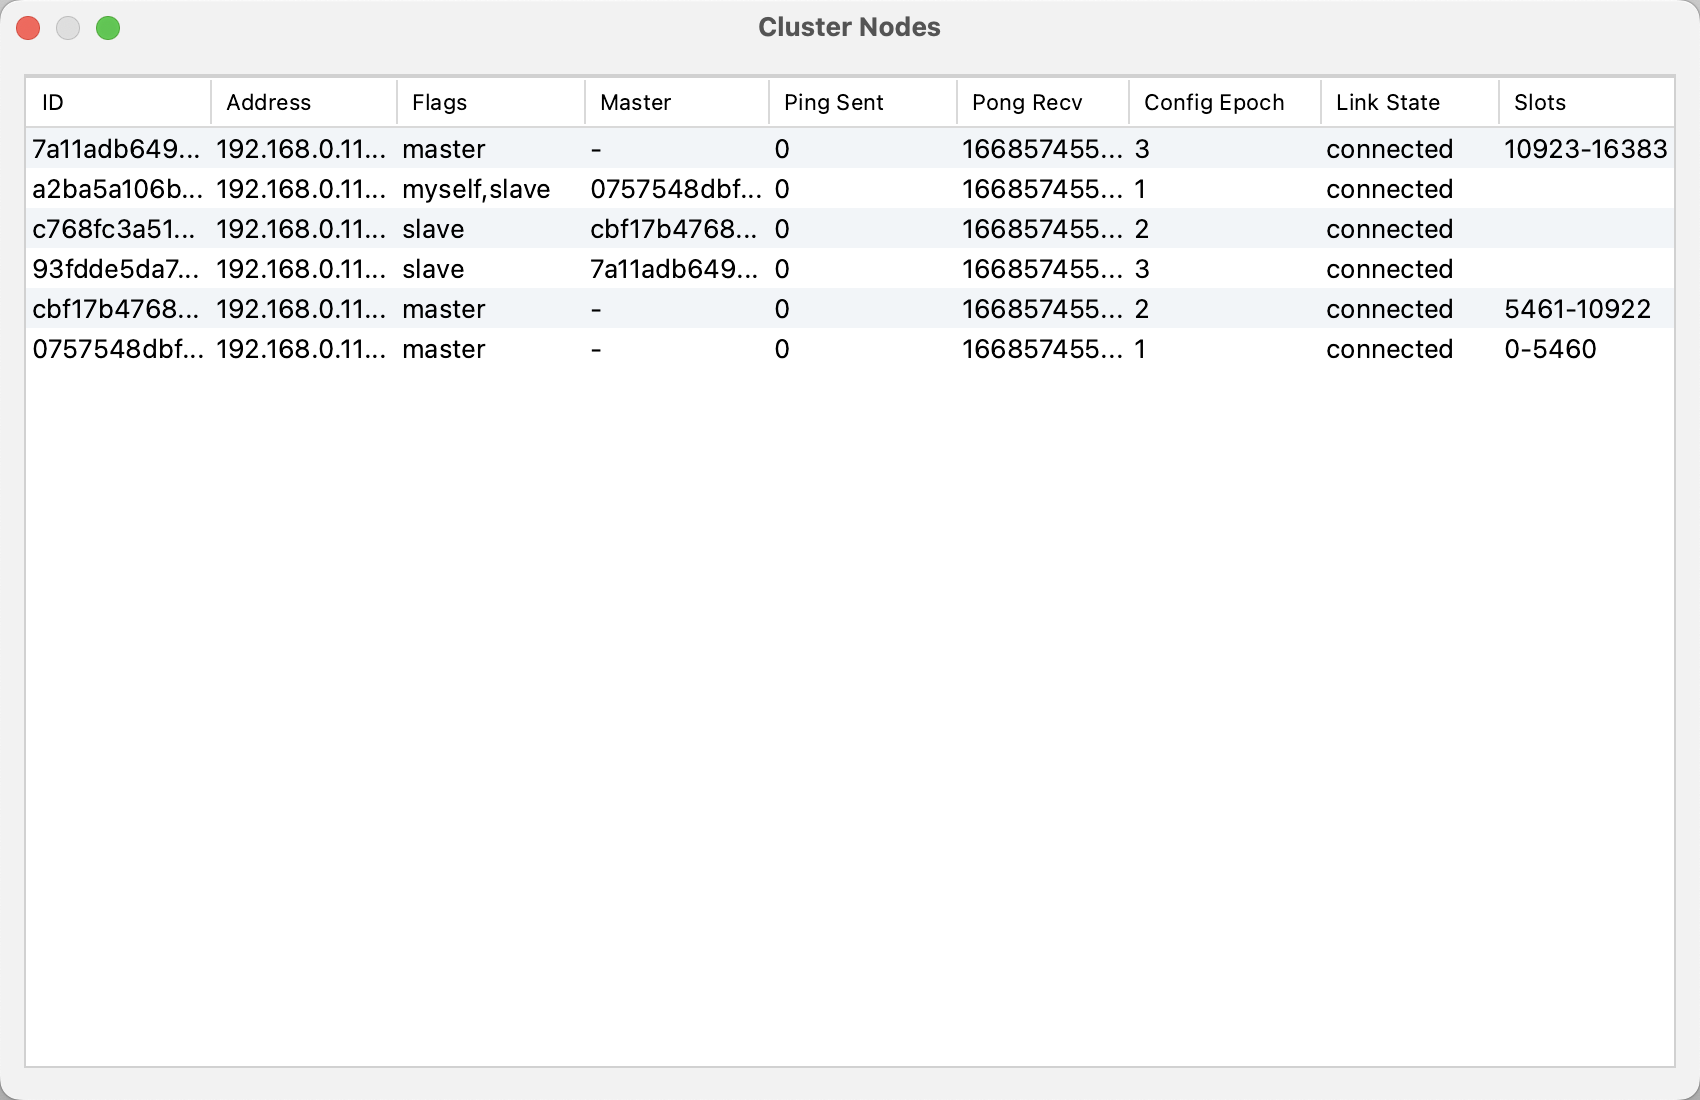 Cluster Nodes
ID Address Flags Master Ping Sent Pong Recv Config Epoch Link State Slots
7a11adb649... 192.168.0.11... master - 0 166857455... 3 connected 10923-16383
a2ba5a106b... 192.168.0.11... myself,slave 0757548dbf... 0 166857455... 1 connected
c768fc3a51... 192.168.0.11... slave cbf17b4768... 0 166857455... 2 connected
93fdde5da7... 192.168.0.11... slave 7a11adb649... 0 166857455... 3 connected
cbf17b4768... 192.168.0.11... master - 0 166857455... 2 connected 5461-10922
0757548dbf... 192.168.0.11... master - 0 166857455... 1 connected 0-5460